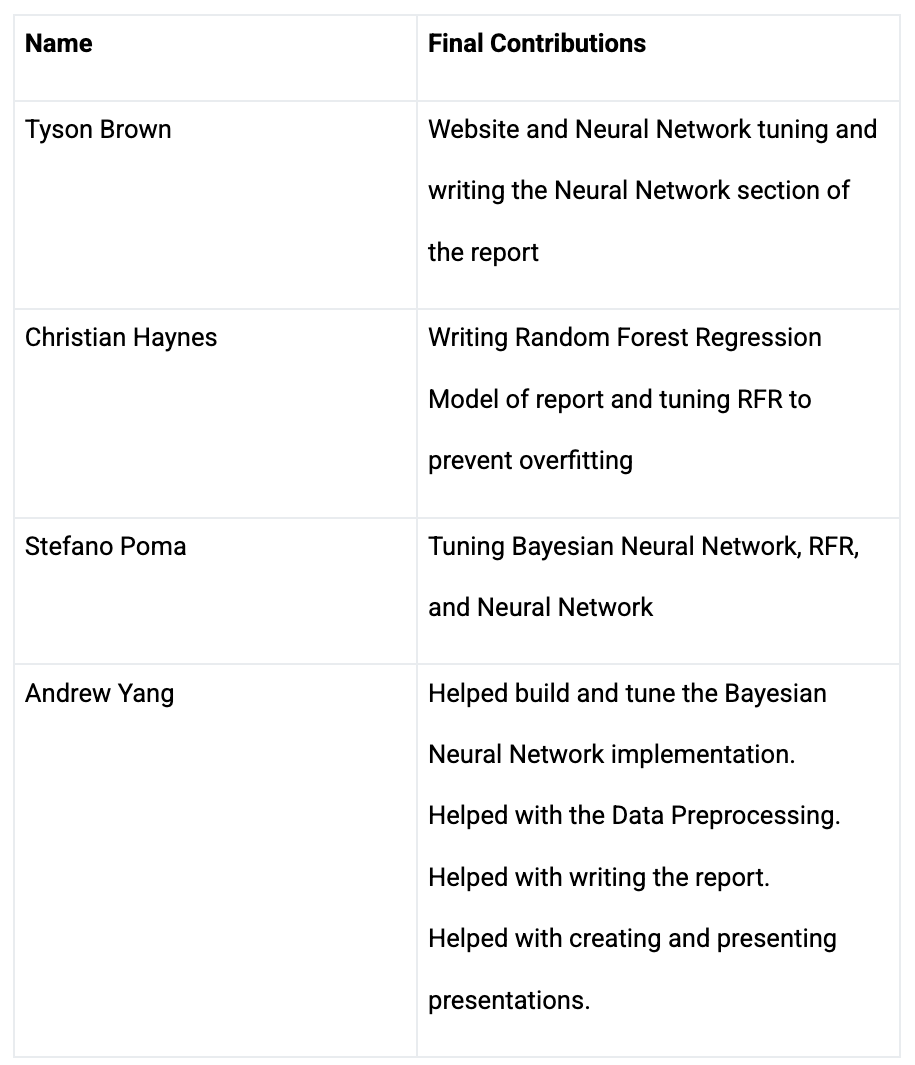 Name
Final Contributions
Tyson Brown
Website and Neural Network tuning and
writing the Neural Network section of
the report
Christian Haynes
Writing Random Forest Regression
Model of report and tuning RFR to
prevent overfitting
Stefano Poma
Tuning Bayesian Neural Network, RFR,
and Neural Network
Andrew Yang
Helped build and tune the Bayesian
Neural Network implementation.
Helped with the Data Preprocessing.
Helped with writing the report.
Helped with creating and presenting
presentations.